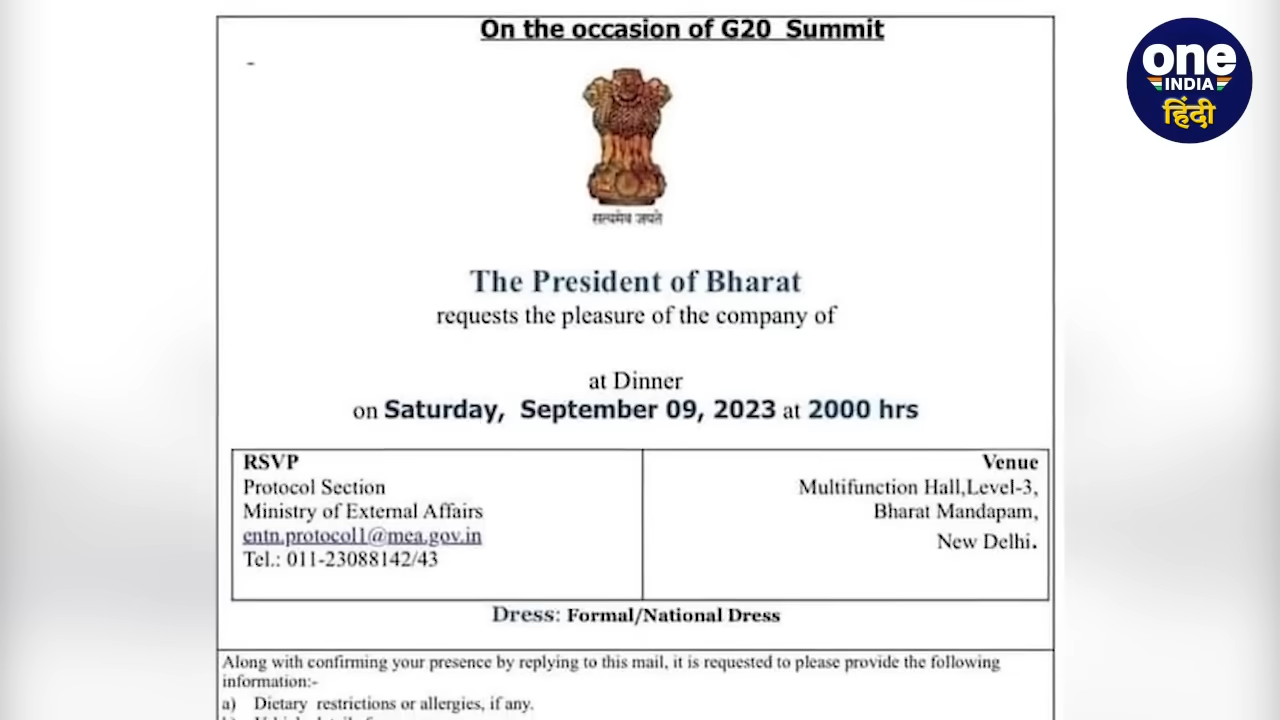 On the occasion of G20 Summit
one
INDIA
हिंदी
सत्यमेव जयते
The President of Bharat
requests the pleasure of the company of
at Dinner
on Saturday, September 09, 2023 at 2000 hrs
RSVP
Protocol Section
Ministry of External Affairs
entn.protocol1@mea.gov.in
Tel.: 011-23088142/43
Venue
Multifunction Hall,Level-3,
Bharat Mandapam,
New Delhi.
Dress: Formal/National Dress
Along with confirming your presence by replying to this mail, it is requested to please provide the following
information:-
a) Dietary restrictions or allergies, if any.